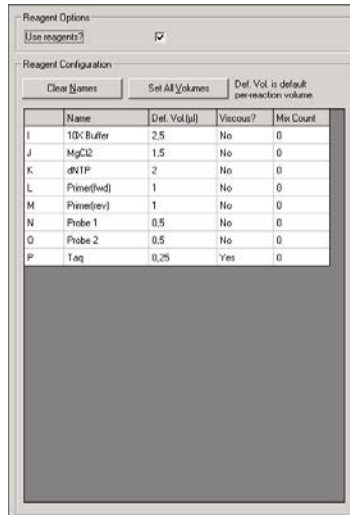 Reagent Options
Use reagents?
Reagent Configuration
Clear Names
Set All Volumes
Def. Vol. is default
per-reaction volume.
Name Def. Vol.(µl) Viscous? Mix Count
I 10X Buffer 2,5 No 0
J MgCl2 1,5 No 0
K dNTP 2 No 0
L Primer(fwd) 1 No 0
M Primer(rev) 1 No 0
N Probe 1 0,5 No 0
O Probe 2 0,5 No 0
P Taq 0,25 Yes 0